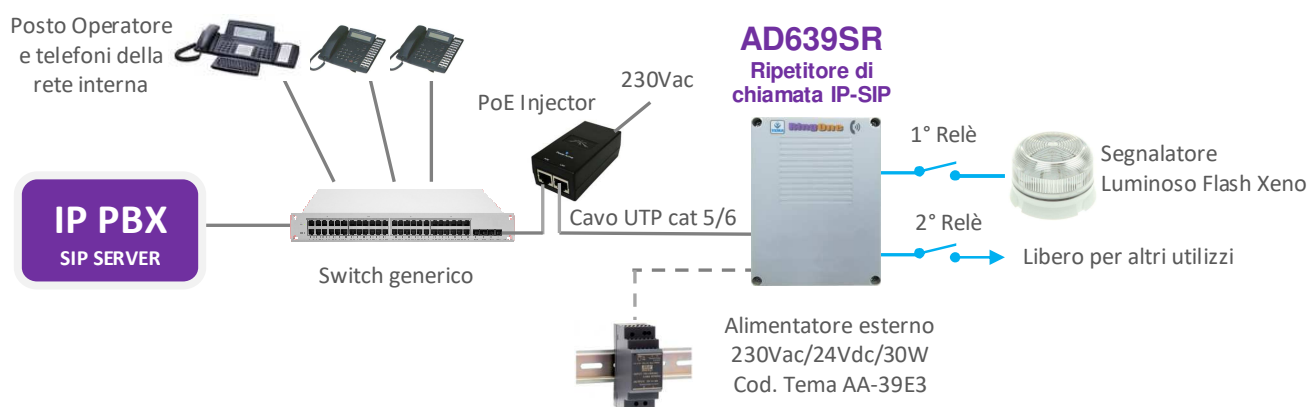 Posto Operatore
e telefoni della
rete interna
AD639SR
Ripetitore di
chiamata IP-SIP
230Vac
PoE Injector
RingOne
1° Relè
Segnalatore
Luminoso Flash Xeno
IP PBX
SIP SERVER
Cavo UTP cat 5/6
2° Relè
Libero per altri utilizzi
Switch generico
Alimentatore esterno
230Vac/24Vdc/30W
Cod. Tema AA-39E3